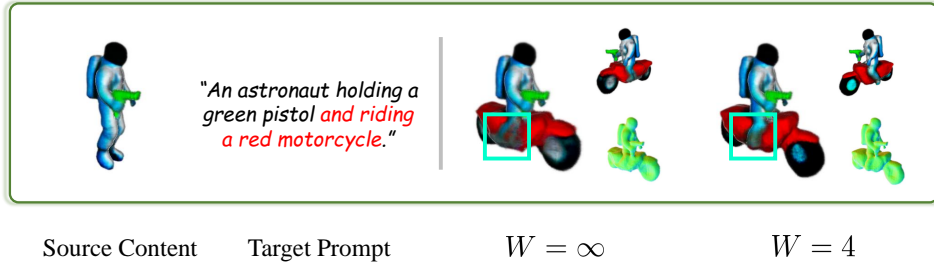 “An astronaut holding a
green pistol and riding
a red motorcycle.”
Source Content
Target Prompt
W = ∞
W = 4